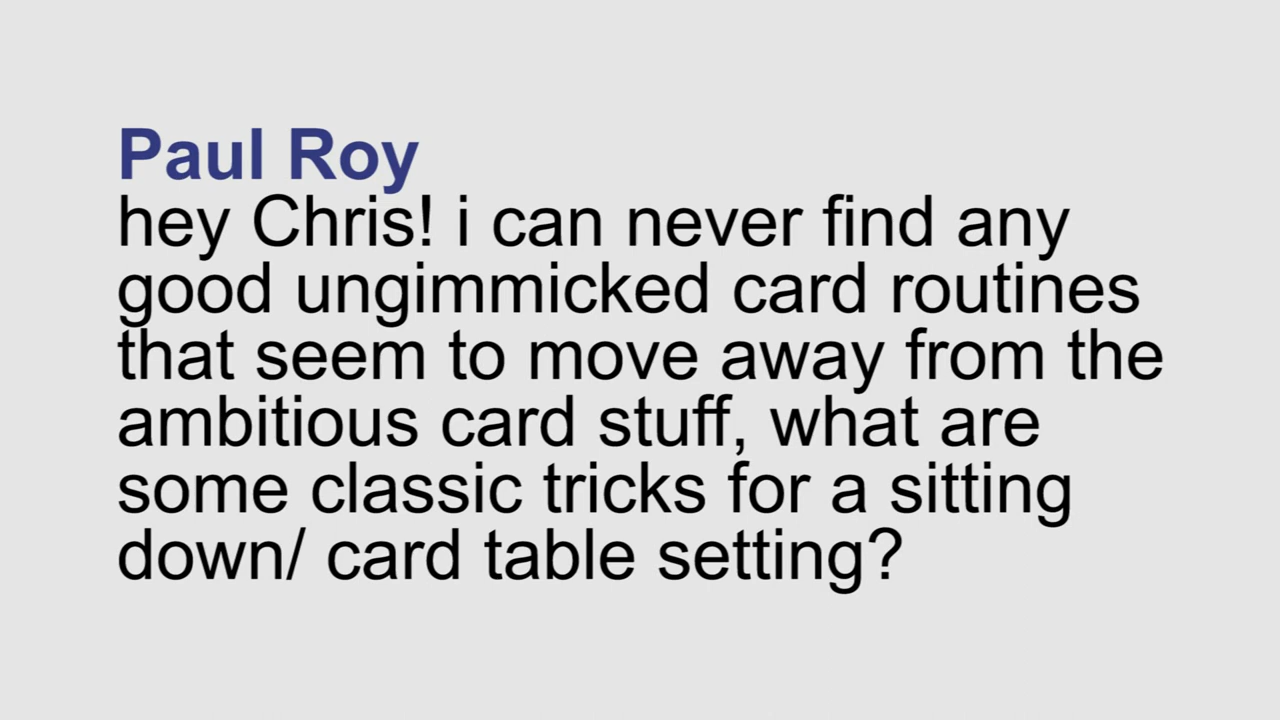 Paul Roy
hey Chris! i can never find any
good ungimmicked card routines
that seem to move away from the
ambitious card stuff, what are
some classic tricks for a sitting
down/ card table setting?